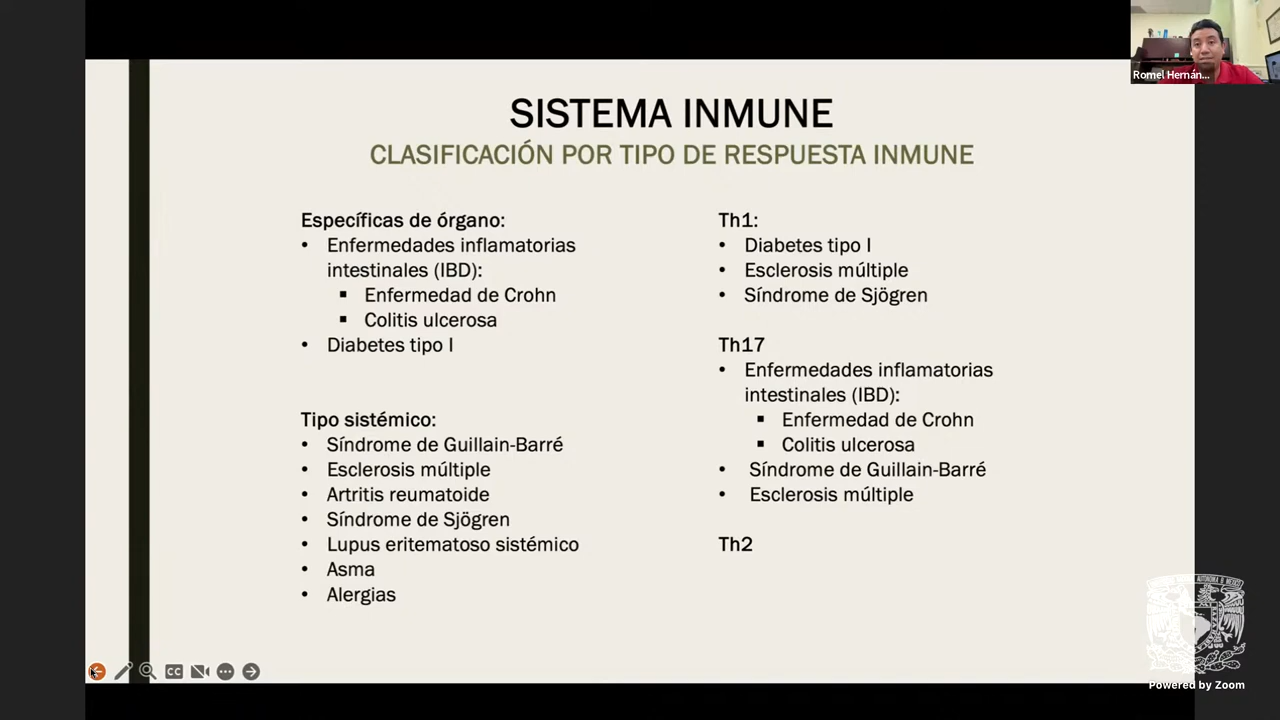 Romel Hernán...
SISTEMA INMUNE
CLASIFICACIÓN POR TIPO DE RESPUESTA INMUNE
Específicas de órgano:
• Enfermedades inflamatorias
intestinales (IBD):
▪ Enfermedad de Crohn
▪ Colitis ulcerosa
• Diabetes tipo I
Tipo sistémico:
• Síndrome de Guillain-Barré
• Esclerosis múltiple
• Artritis reumatoide
• Síndrome de Sjögren
• Lupus eritematoso sistémico
• Asma
• Alergias
Th1:
• Diabetes tipo I
• Esclerosis múltiple
• Síndrome de Sjögren
Th17
• Enfermedades inflamatorias
intestinales (IBD):
▪ Enfermedad de Crohn
▪ Colitis ulcerosa
• Síndrome de Guillain-Barré
• Esclerosis múltiple
Th2
CC
Powered by Zoom